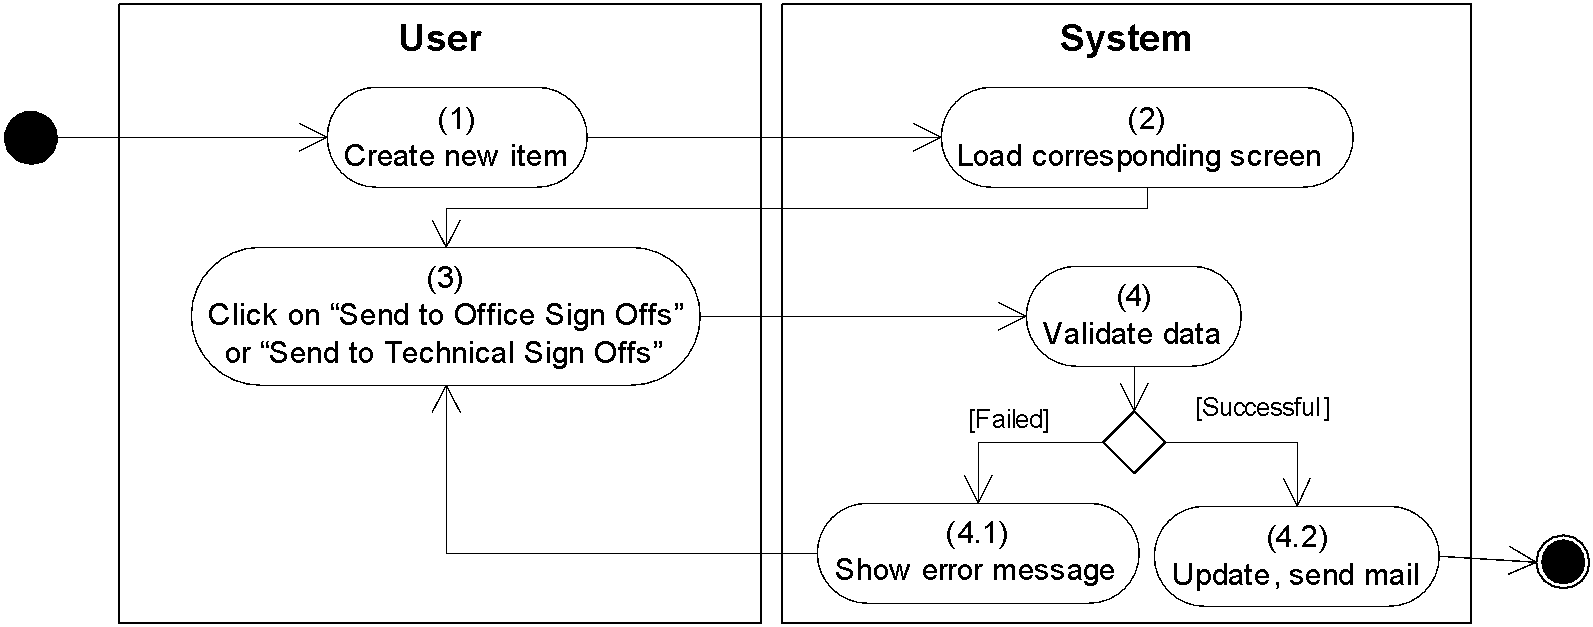 User
System
(1)
Create new item
(2)
Load corresponding screen
(3)
Click on “Send to Office Sign Offs”
or “Send to Technical Sign Offs”
(4)
Validate data
[Failed]
[Successful]
(4.1)
Show error message
(4.2)
Update, send mail